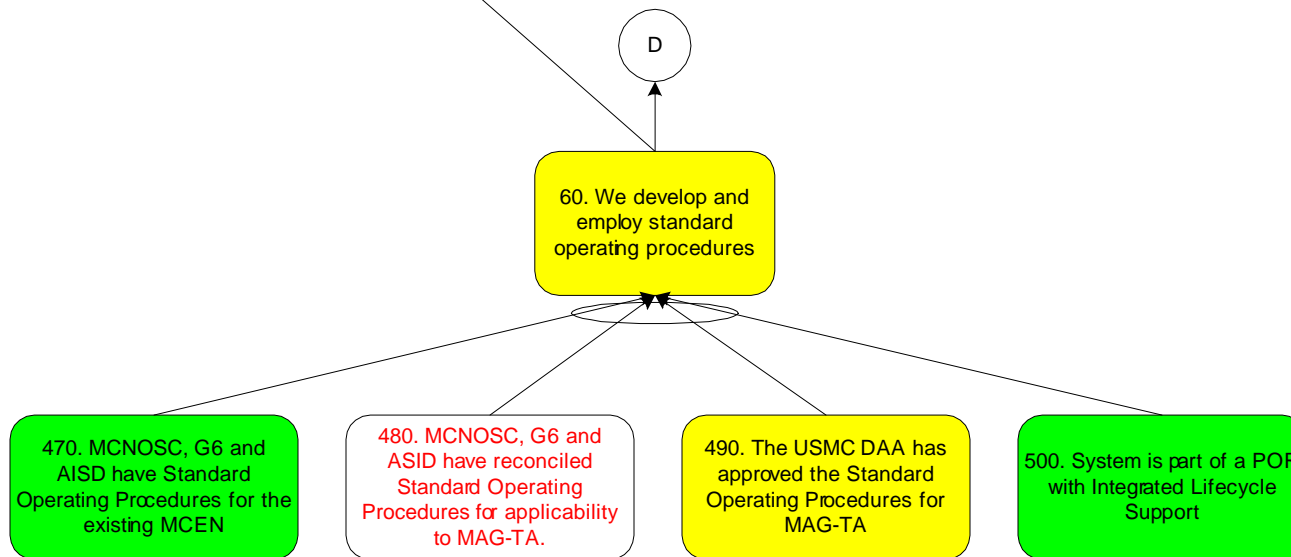 D
60. We develop and
employ standard
operating procedures
470. MCNOSC, G6 and
AISD have Standard
Operating Procedures for the
existing MCEN
480. MCNOSC, G6 and
ASID have reconciled
Standard Operating
Procedures for applicability
to MAG-TA.
490. The USMC DAA has
approved the Standard
Operating Procedures for
MAG-TA
500. System is part of a POR
with Integrated Lifecycle
Support